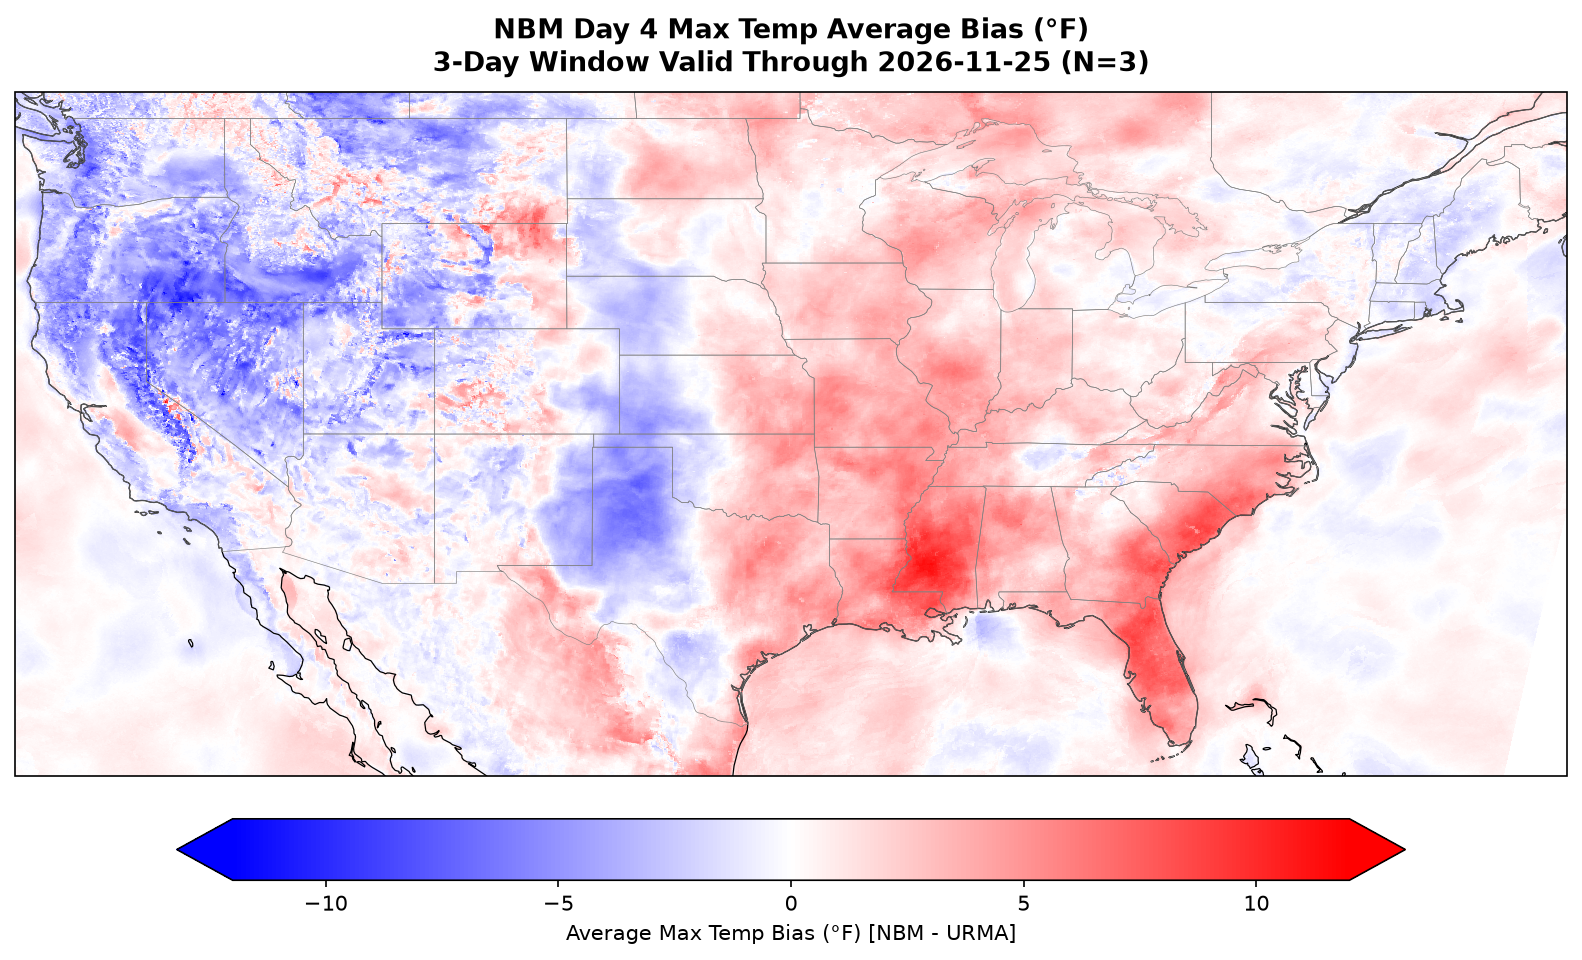 NBM Day 4 Max Temp Average Bias (°F)
3-Day Window Valid Through 2026-11-25 (N=3)
−10 −5 0 5 10
Average Max Temp Bias (°F) [NBM - URMA]